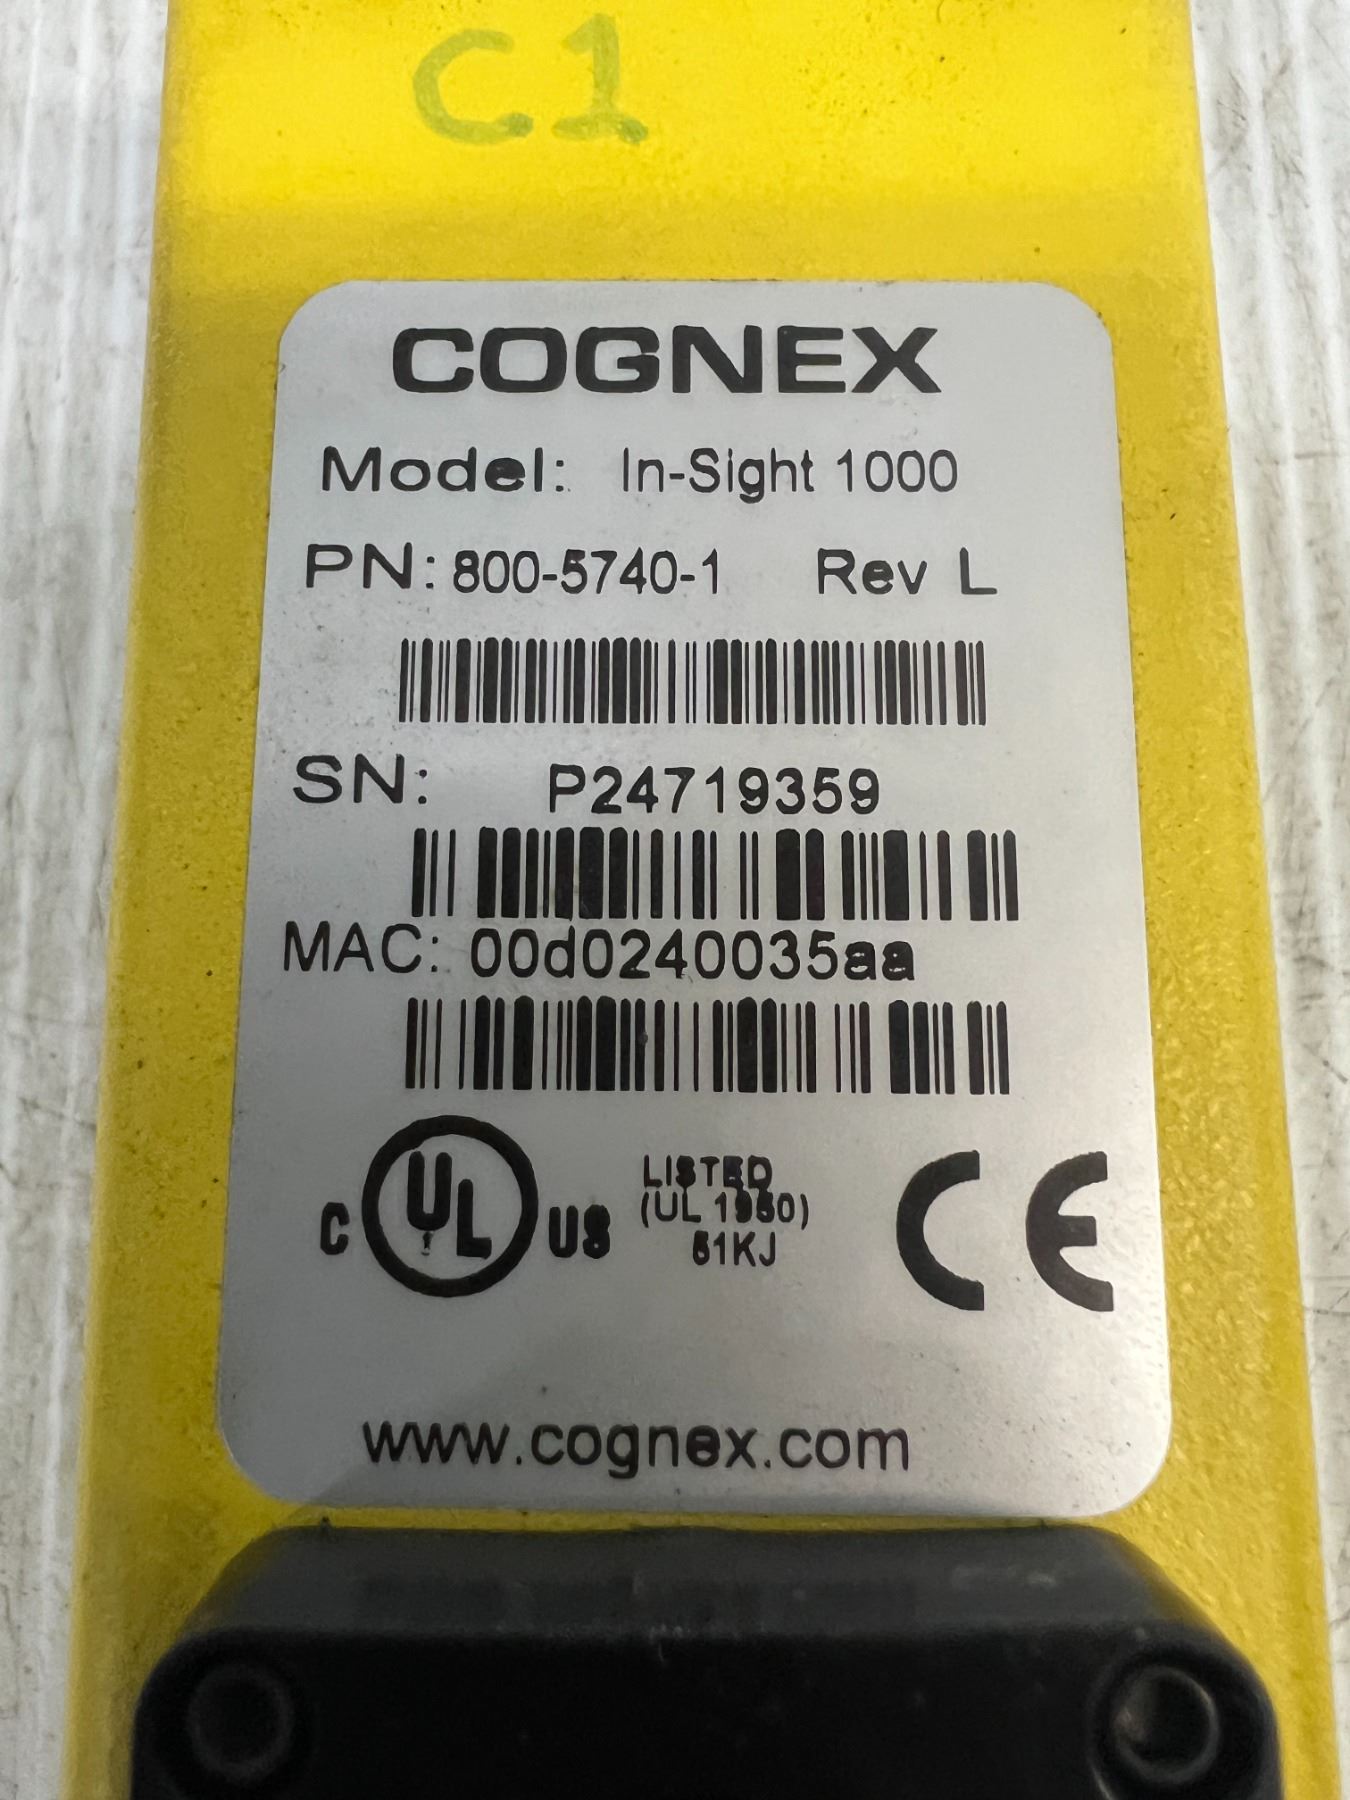 C1
COGNEX
Model: In-Sight 1000
PN: 800-5740-1 Rev L
SN: P24719359
MAC: 00d0240035aa
C UL US LISTED
(UL 1950)
51KJ
CE
www.cognex.com